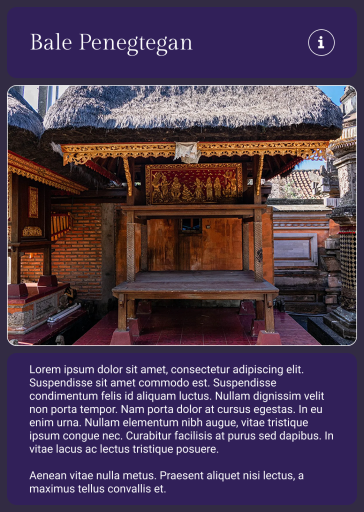 Bale Penegtegan
Lorem ipsum dolor sit amet, consectetur adipiscing elit.
Suspendisse sit amet commodo est. Suspendisse
condimentum felis id aliquam luctus. Nullam dignissim velit
non porta tempor. Nam porta dolor at cursus egestas. In eu
enim urna. Nullam elementum nibh augue, vitae tristique
ipsum congue nec. Curabitur facilisis at purus sed dapibus. In
vitae lacus ac lectus tristique posuere.
Aenean vitae nulla metus. Praesent aliquet nisi lectus, a
maximus tellus convallis et.